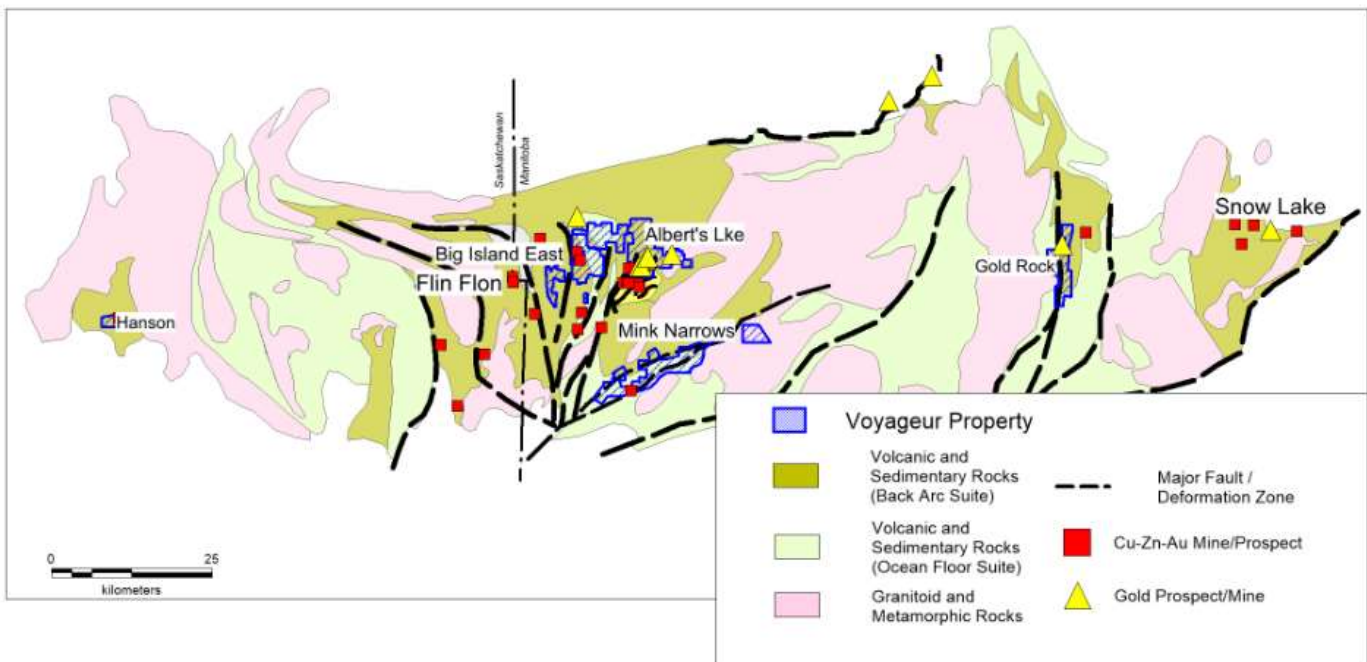 Saskatchewan
Manitoba
Snow Lake
Albert's Lke
Big Island East
Gold Rock
Flin Flon
Hanson
Mink Narrows
Voyageur Property
Volcanic and
Sedimentary Rocks
(Back Arc Suite)
Major Fault /
Deformation Zone
Volcanic and
Sedimentary Rocks
(Ocean Floor Suite)
Cu-Zn-Au Mine/Prospect
Granitoid and
Metamorphic Rocks
Gold Prospect/Mine
0 25
kilometers